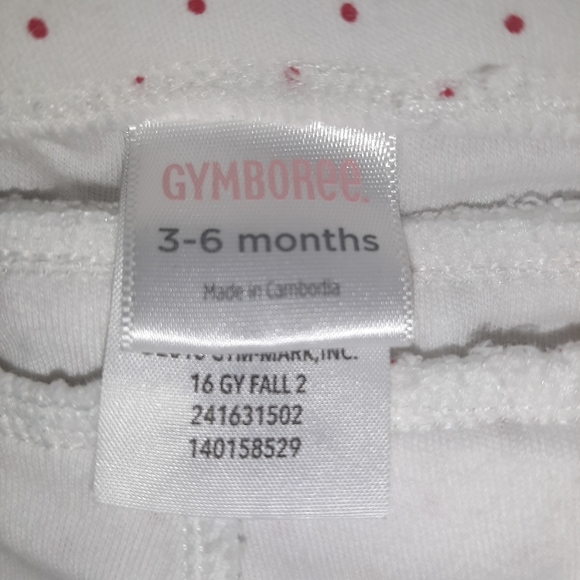 GYMBORee.
3-6 months
Made in Cambodia
GYM-MARK, INC.
16 GY FALL 2
241631502
140158529